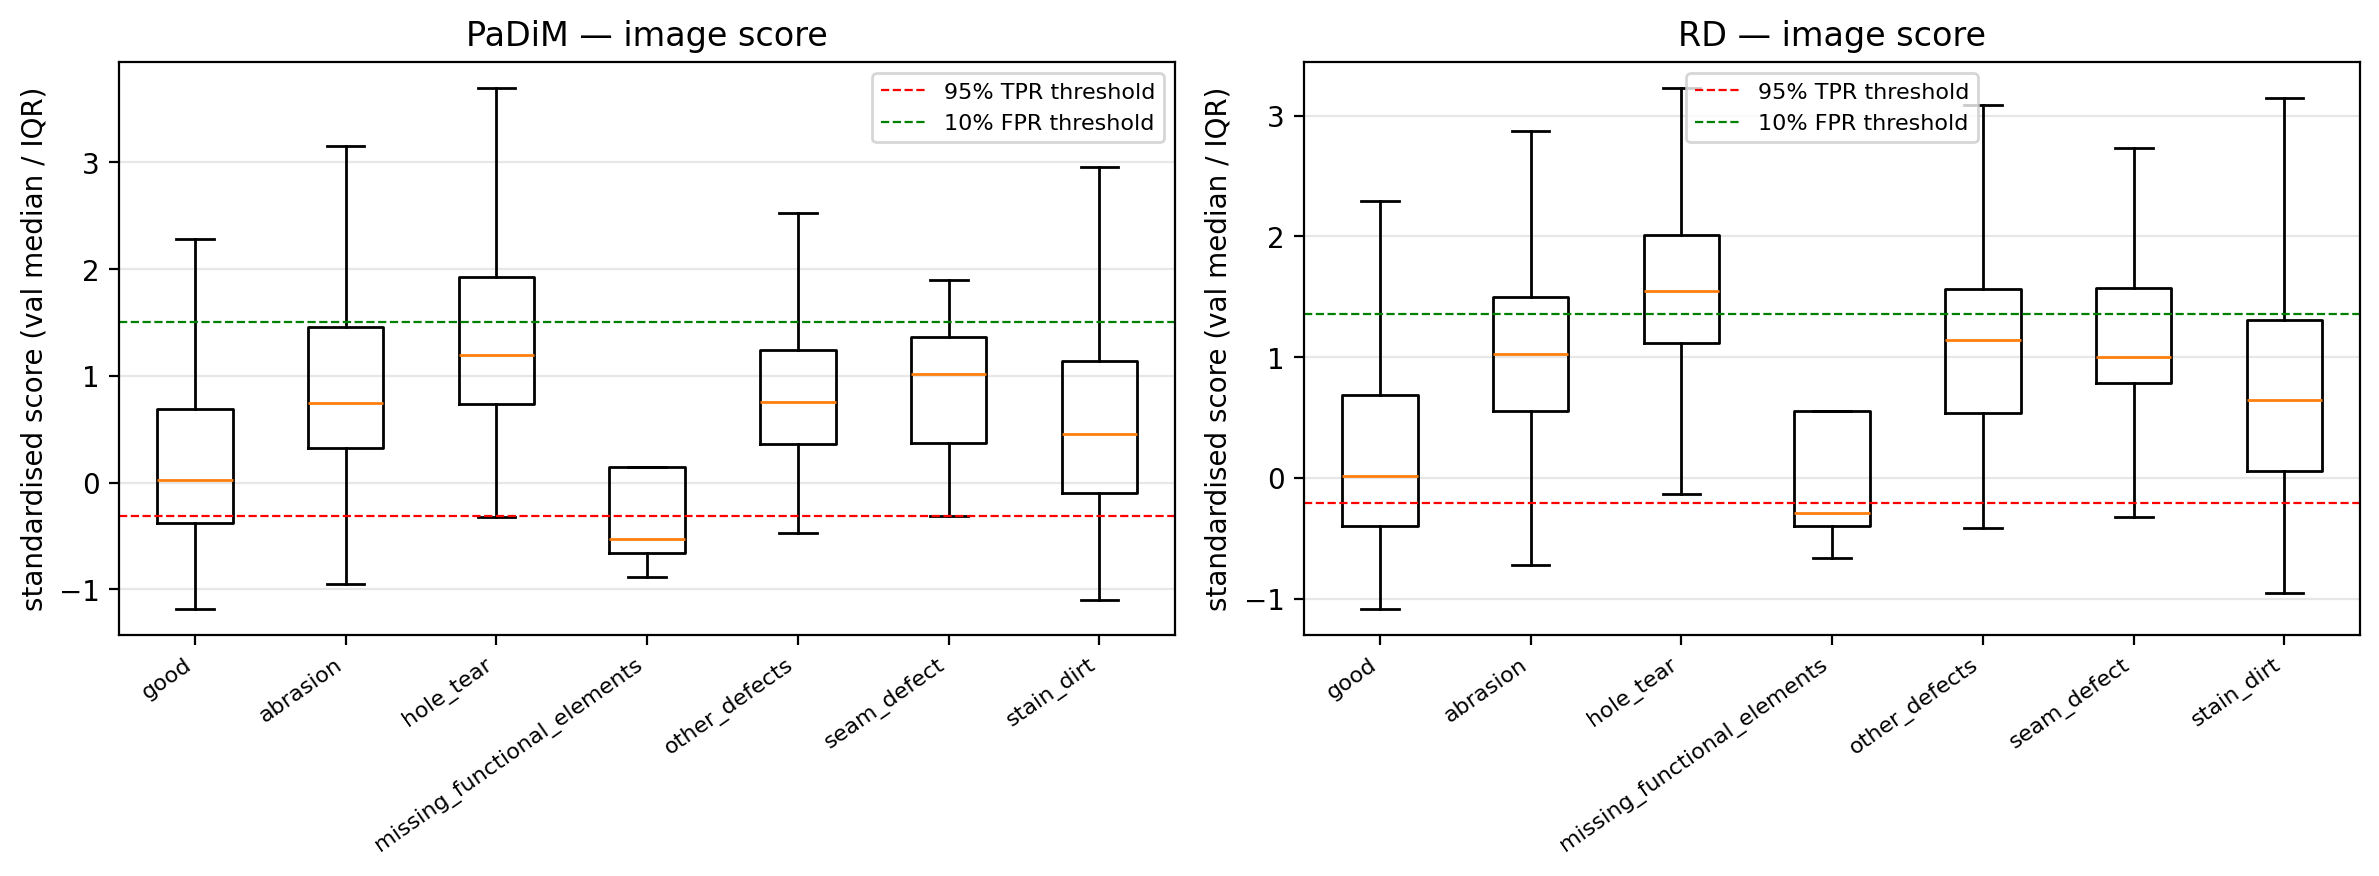 PaDiM — image score
standardised score (val median / IQR)
3
2
1
0
−1
95% TPR threshold
10% FPR threshold
good
abrasion
hole_tear
missing_functional_elements
other_defects
seam_defect
stain_dirt
RD — image score
standardised score (val median / IQR)
3
2
1
0
−1
95% TPR threshold
10% FPR threshold
good
abrasion
hole_tear
missing_functional_elements
other_defects
seam_defect
stain_dirt